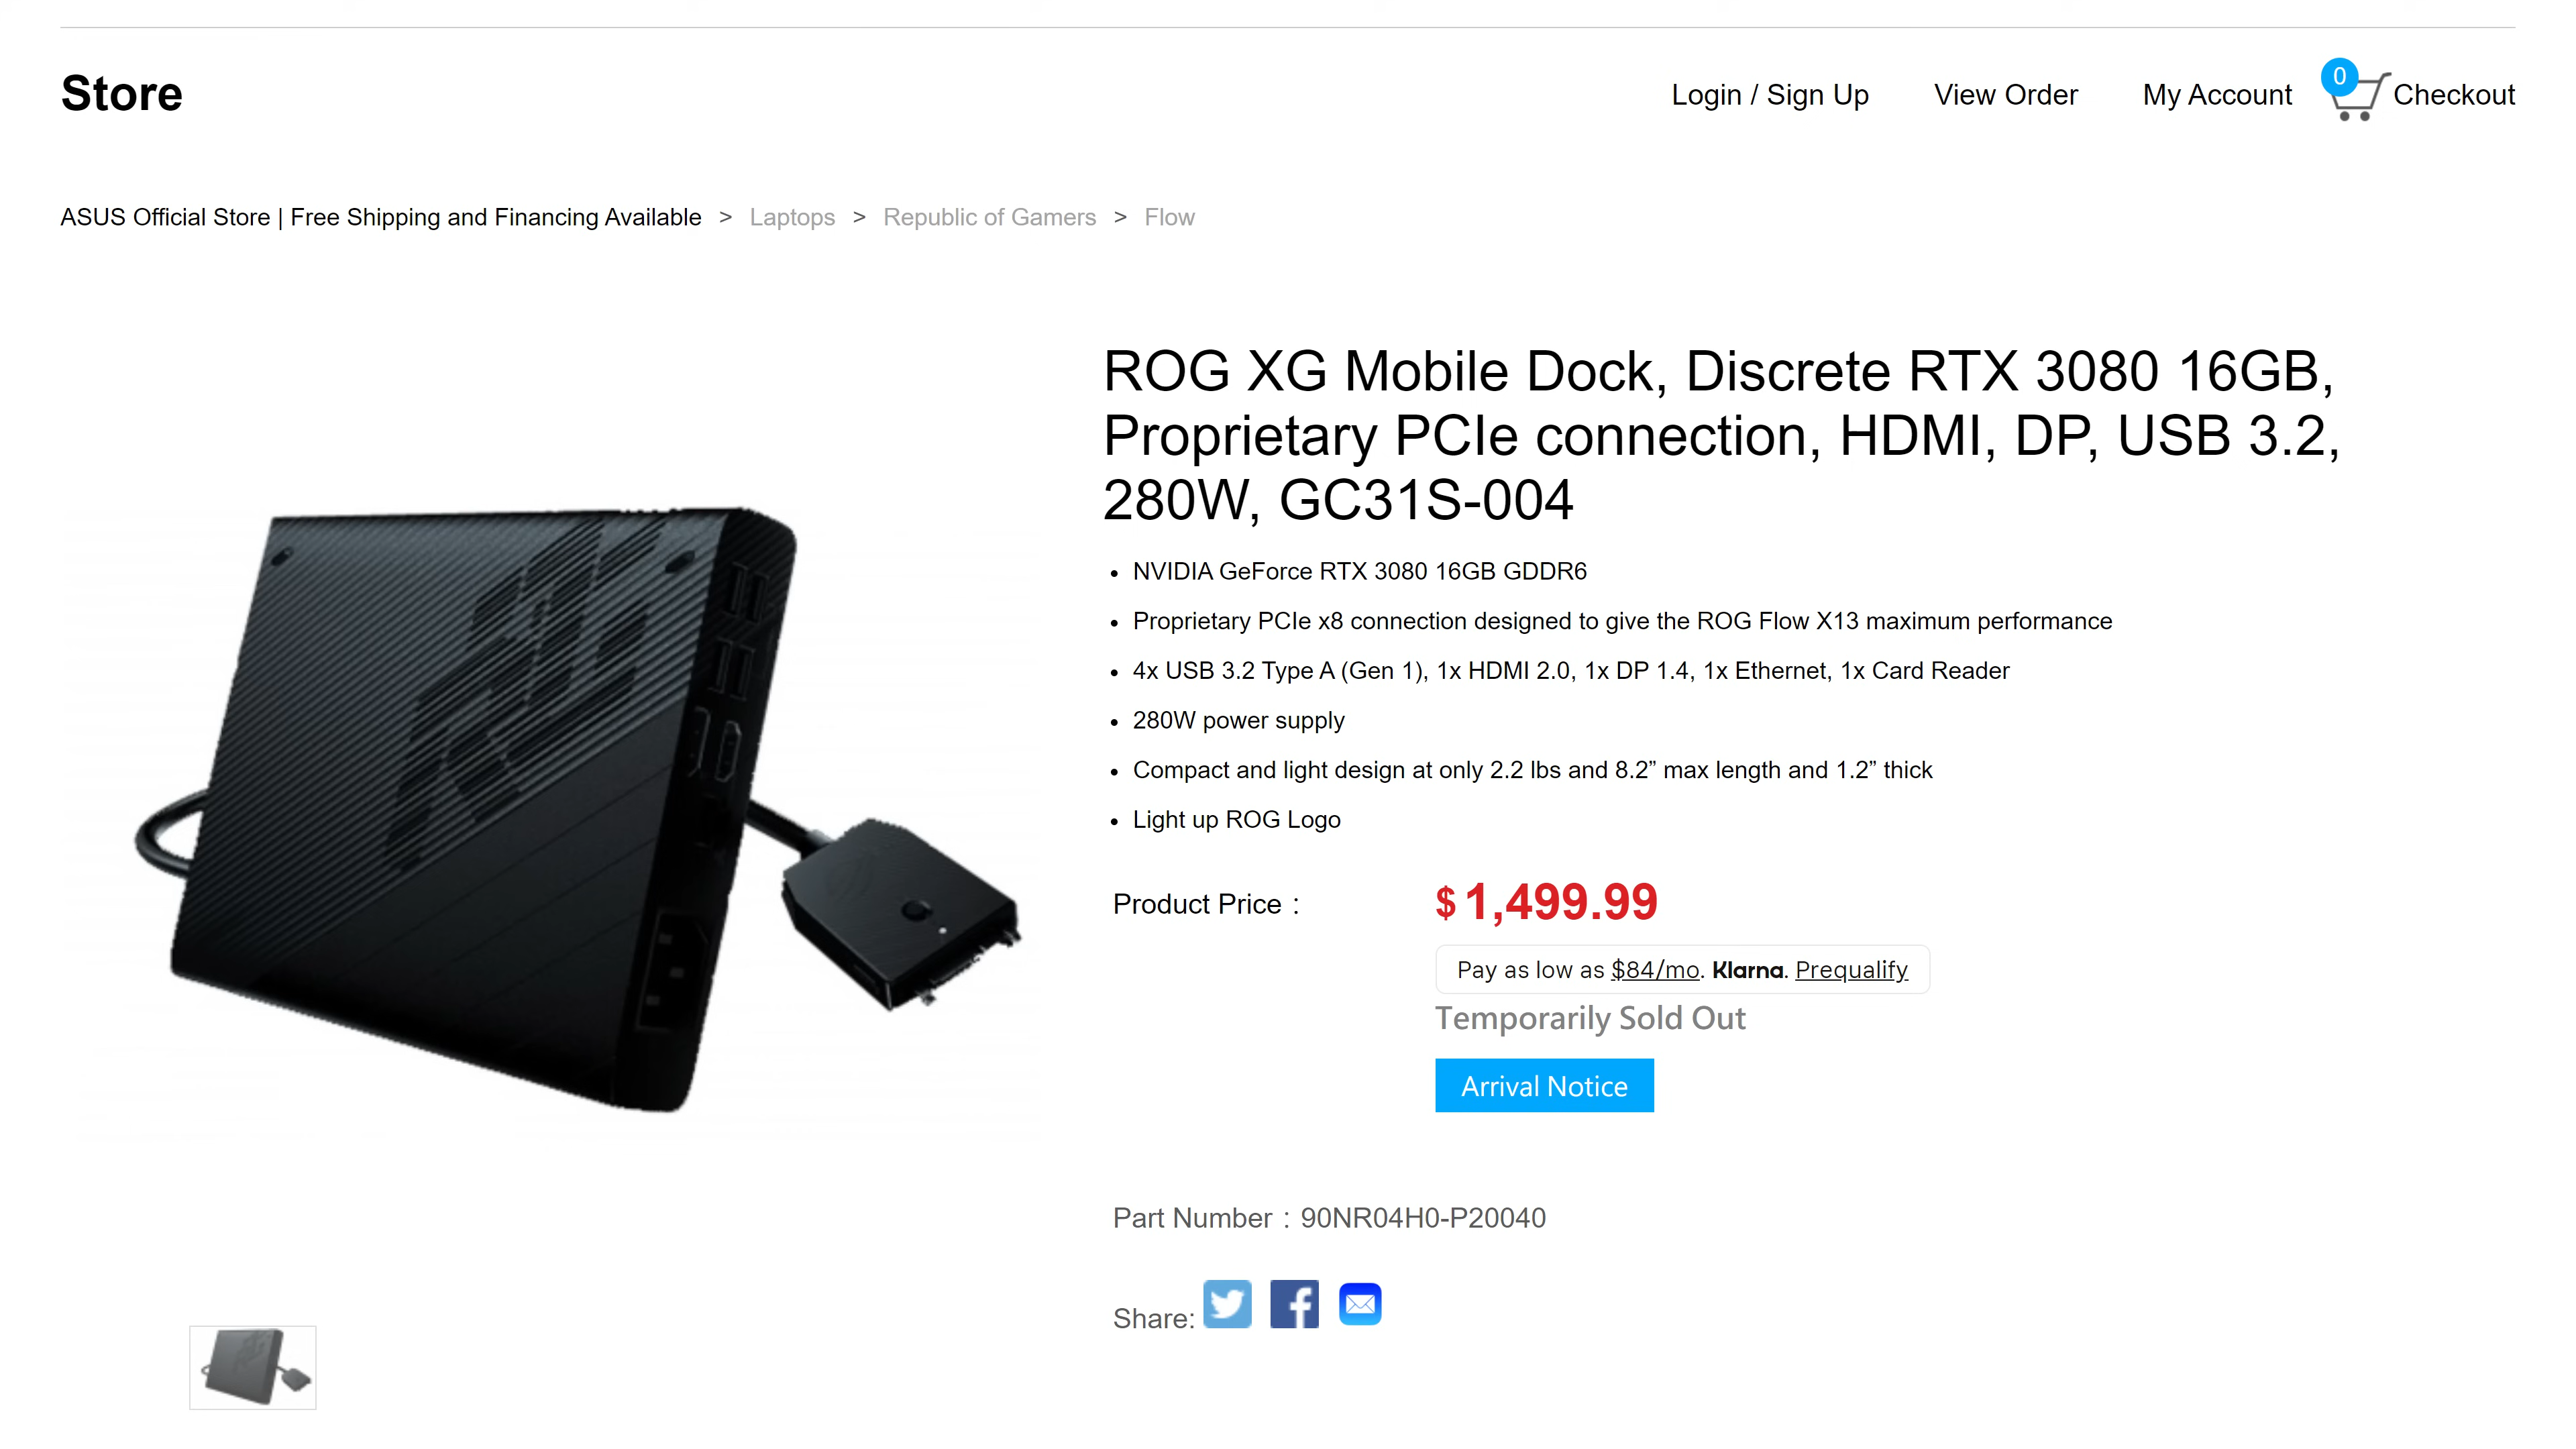 Store
Login / Sign Up
View Order
My Account
0
Checkout
ASUS Official Store | Free Shipping and Financing Available > Laptops > Republic of Gamers > Flow
ROG XG Mobile Dock, Discrete RTX 3080 16GB,
Proprietary PCIe connection, HDMI, DP, USB 3.2,
280W, GC31S-004
• NVIDIA GeForce RTX 3080 16GB GDDR6
• Proprietary PCIe x8 connection designed to give the ROG Flow X13 maximum performance
• 4x USB 3.2 Type A (Gen 1), 1x HDMI 2.0, 1x DP 1.4, 1x Ethernet, 1x Card Reader
• 280W power supply
• Compact and light design at only 2.2 lbs and 8.2” max length and 1.2” thick
• Light up ROG Logo
Product Price :
$ 1,499.99
Pay as low as $84/mo. Klarna. Prequalify
Temporarily Sold Out
Arrival Notice
Part Number : 90NR04H0-P20040
Share: